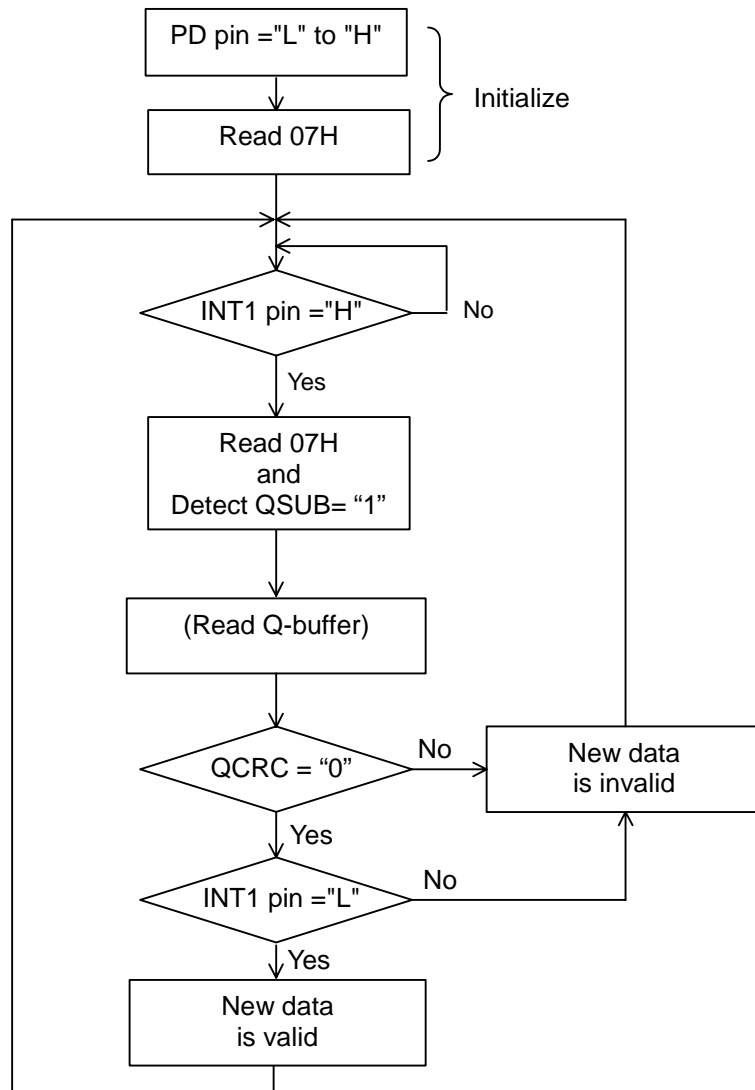 PD pin ="L" to "H"
Initialize
Read 07H
INT1 pin ="H"
No
Yes
Read 07H
and
Detect QSUB= “1”
(Read Q-buffer)
QCRC = “0”
No
New data
is invalid
Yes
INT1 pin ="L"
No
Yes
New data
is valid